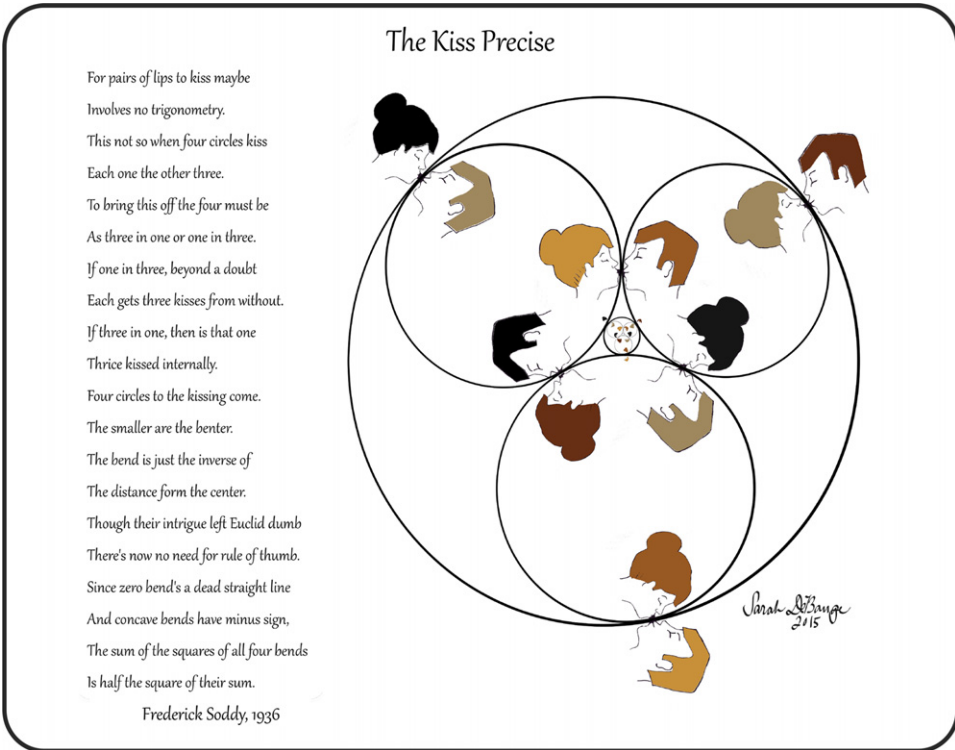 The Kiss Precise
For pairs of lips to kiss maybe
Involves no trigonometry.
This not so when four circles kiss
Each one the other three.
To bring this off the four must be
As three in one or one in three.
If one in three, beyond a doubt
Each gets three kisses from without.
If three in one, then is that one
Thrice kissed internally.
Four circles to the kissing come.
The smaller are the benter.
The bend is just the inverse of
The distance form the center.
Though their intrigue left Euclid dumb
There's now no need for rule of thumb.
Since zero bend's a dead straight line
And concave bends have minus sign,
The sum of the squares of all four bends
Is half the square of their sum.
Frederick Soddy, 1936
Sarah DeBange
2015